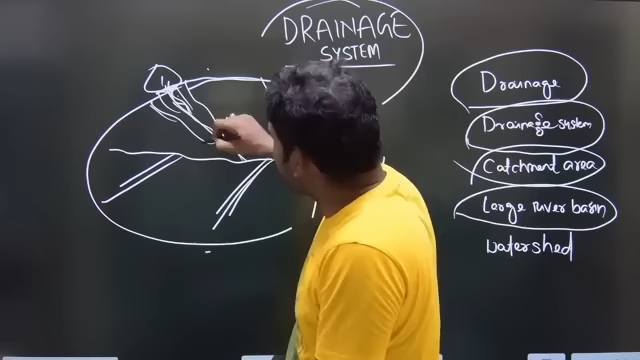 DRAINAGE
SYSTEM
Drainage
Drainage system
Catchment area
Large river basin
watershed